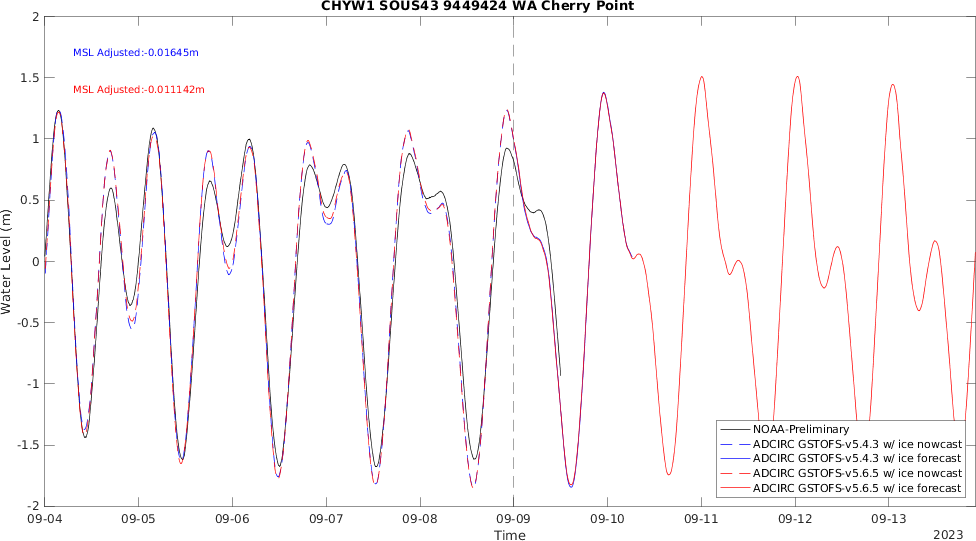 CHYW1 SOUS43 9449424 WA Cherry Point
2
MSL Adjusted:-0.01645m
1.5
MSL Adjusted:-0.011142m
1
0.5
0
Water Level (m)
-0.5
-1
-1.5
-2
NOAA-Preliminary
ADCIRC GSTOFS-v5.4.3 w/ ice nowcast
ADCIRC GSTOFS-v5.4.3 w/ ice forecast
ADCIRC GSTOFS-v5.6.5 w/ ice nowcast
ADCIRC GSTOFS-v5.6.5 w/ ice forecast
09-04 09-05 09-06 09-07 09-08 09-09 09-10 09-11 09-12 09-13
Time
2023